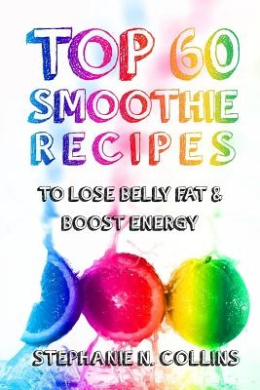 TOP 60
SMOOTHIE
RECIPES
TO LOSE BELLY FAT &
BOOST ENERGY
STEPHANIE N. COLLINS